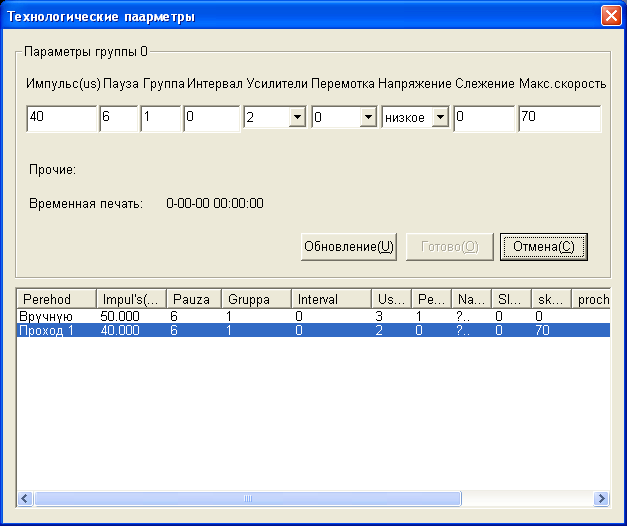 Технологические паарметры
Параметры группы 0
Импульс(us) Пауза Группа Интервал Усилители Перемотка Напряжение Слежение Макс.скорость
40 6 1 0 2 0 низкое 0 70
Прочие:
Временная печать: 0-00-00 00:00:00
Обновление(U) Готово(O) Отмена(C)
Perehod Impul's(... Pauza Gruppa Interval Us... Pe... Na... Sl... sk... proch
Вручную 50.000 6 1 0 3 1 ?.. 0 0
Проход 1 40.000 6 1 0 2 0 ?.. 0 70